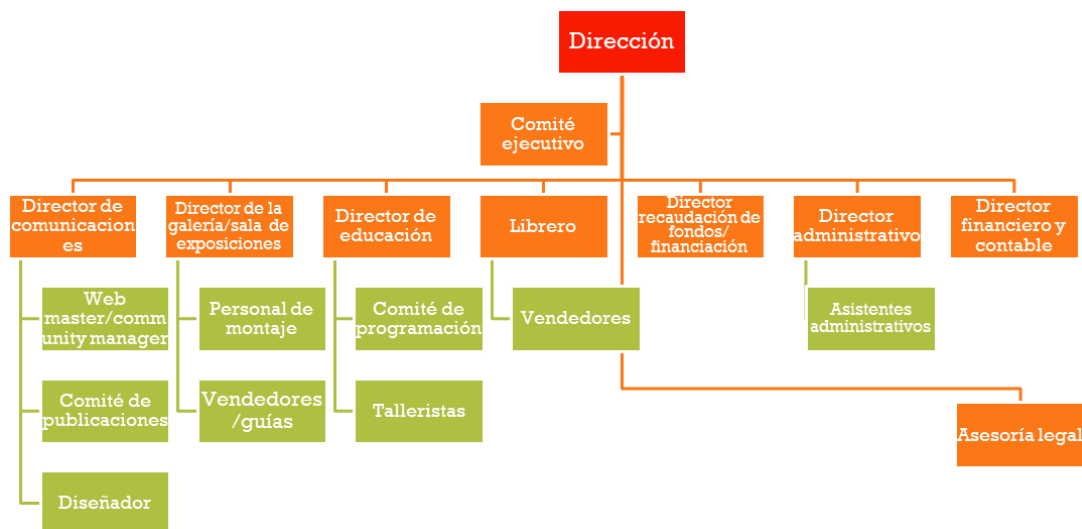 Dirección
Comité
ejecutivo
Director de
comunicacion
es
Director de la
galería/sala de
exposiciones
Director de
educación
Librero
Director
recaudación de
fondos/
financiación
Director
administrativo
Director
financiero y
contable
Web
master/comm
unity manager
Personal de
montaje
Comité de
programación
Vendedores
Asistentes
administrativos
Comité de
publicaciones
Vendedores
/guías
Talleristas
Asesoría legal
Diseñador